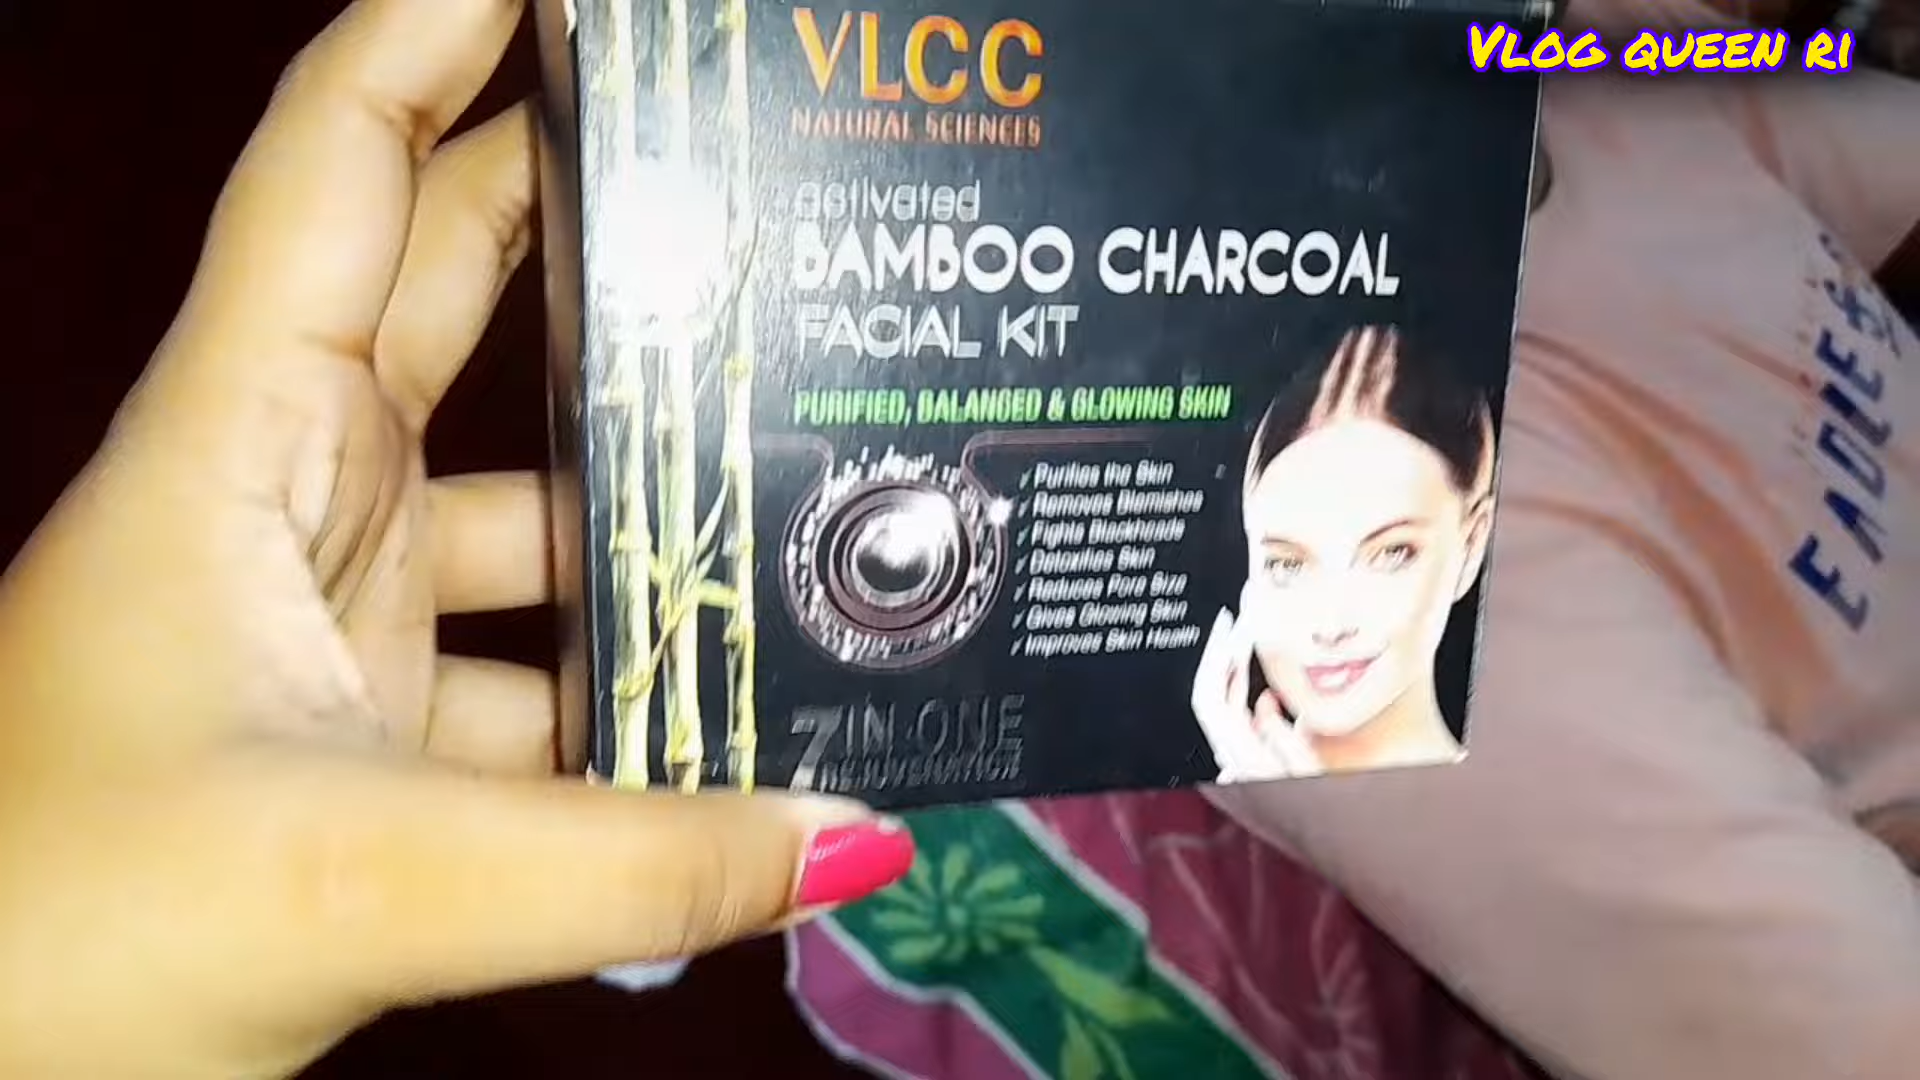 Vlog queen ri
VLCC
NATURAL SCIENCES
activated
BAMBOO CHARCOAL
FACIAL KIT
PURIFIED, BALANCED & GLOWING SKIN
✓ Purifies the Skin
✓ Removes Blemishes
✓ Fights Blackheads
✓ Detoxifies Skin
✓ Reduces Pore Size
✓ Gives Glowing Skin
✓ Improves Skin Health
7 IN ONE